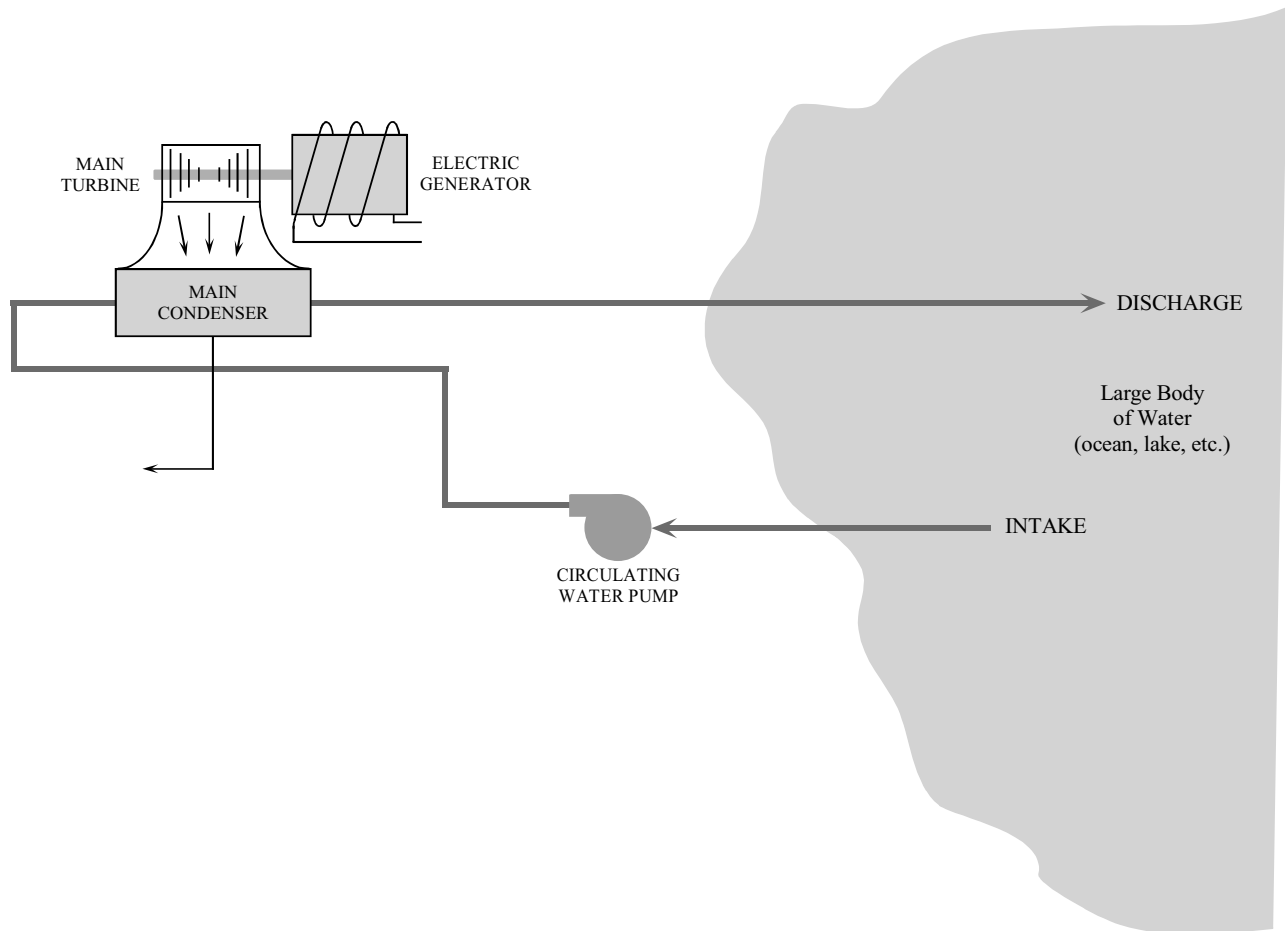 MAIN
TURBINE
ELECTRIC
GENERATOR
MAIN
CONDENSER
DISCHARGE
Large Body
of Water
(ocean, lake, etc.)
INTAKE
CIRCULATING
WATER PUMP